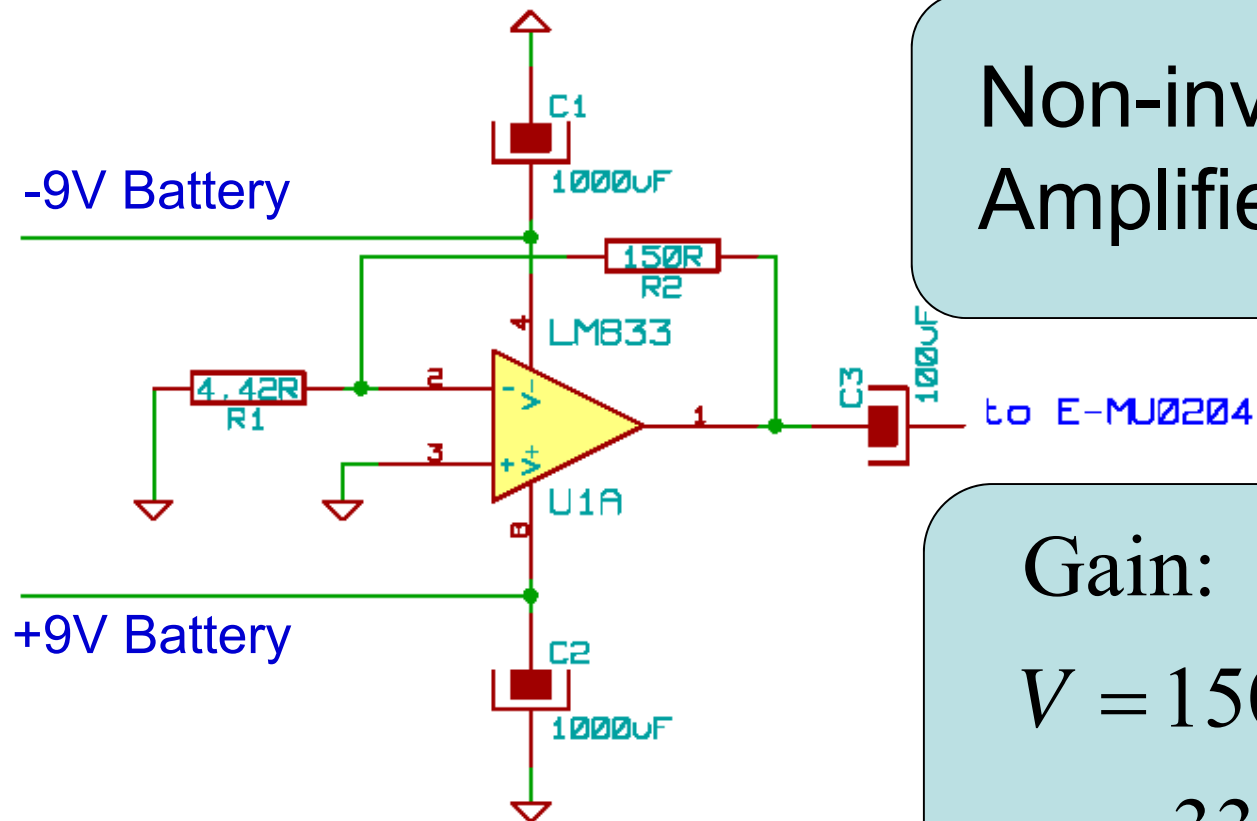 C1
1000uF
-9V Battery
150R
R2
4
LM833
4.42R
R1
2
- V-
3
+ V+
1
U1A
8
C3
100uF
to E-MU0204
+9V Battery
C2
1000uF
Non-inv
Amplifie
Gain:
V = 150
33